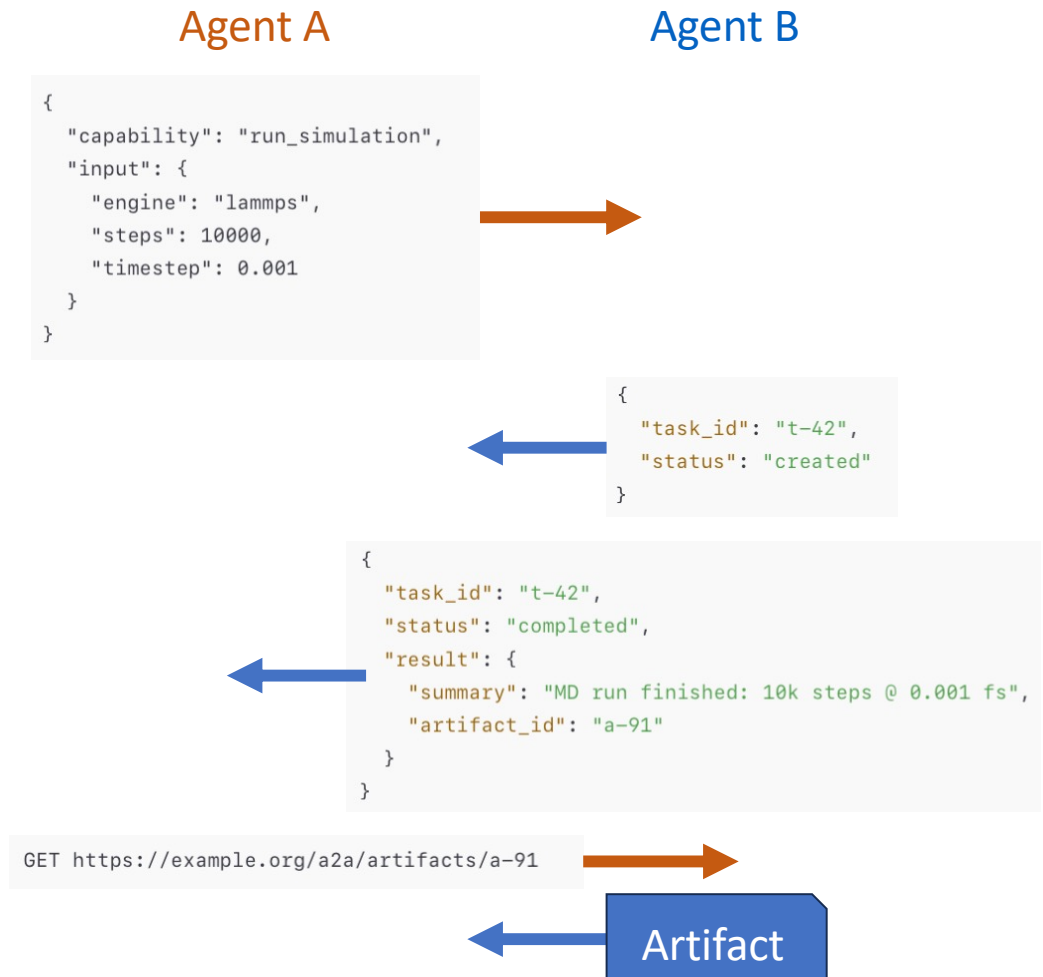 Agent A
Agent B
{
"capability": "run_simulation",
"input": {
"engine": "lammps",
"steps": 10000,
"timestep": 0.001
}
}
{
"task_id": "t-42",
"status": "created"
}
{
"task_id": "t-42",
"status": "completed",
"result": {
"summary": "MD run finished: 10k steps @ 0.001 fs",
"artifact_id": "a-91"
}
}
GET https://example.org/a2a/artifacts/a-91
Artifact